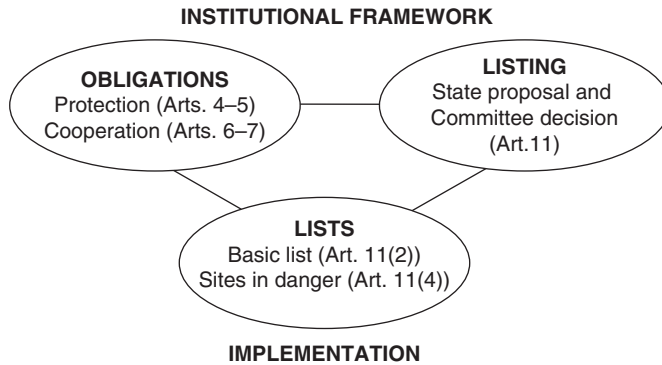 INSTITUTIONAL FRAMEWORK
OBLIGATIONS
Protection (Arts. 4–5)
Cooperation (Arts. 6–7)
LISTING
State proposal and
Committee decision
(Art.11)
LISTS
Basic list (Art. 11(2))
Sites in danger (Art. 11(4))
IMPLEMENTATION